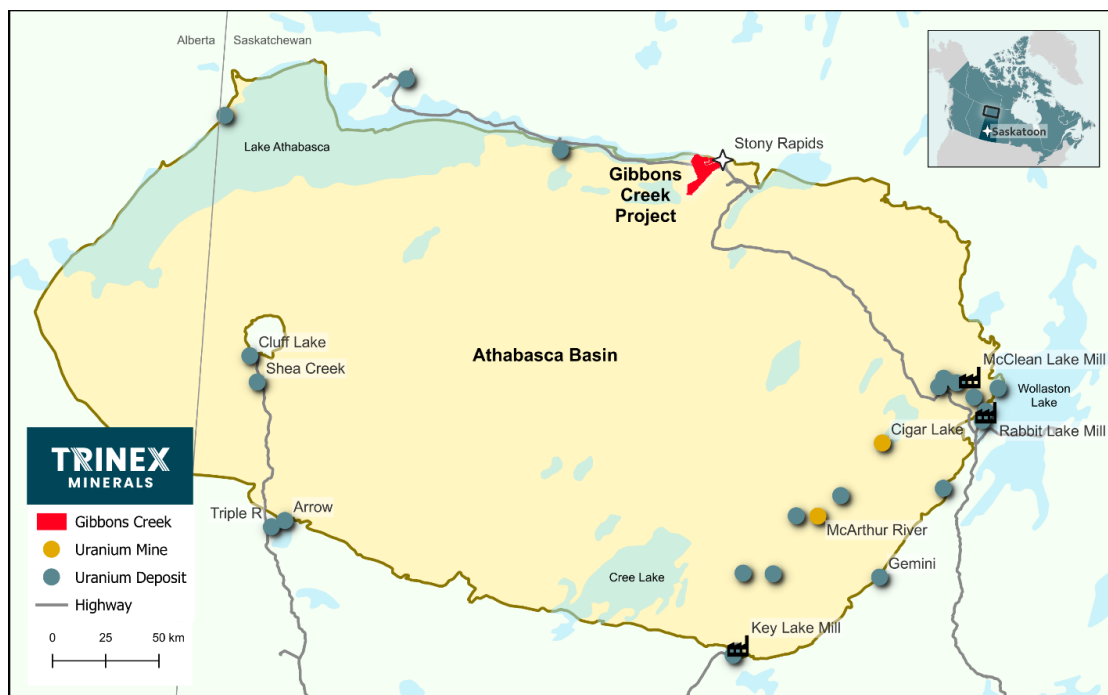 Alberta
Saskatchewan
Saskatoon
Stony Rapids
Lake Athabasca
Gibbons
Creek
Project
Cluff Lake
Shea Creek
Athabasca Basin
McClean Lake Mill
Wollaston
Lake
Cigar Lake
Rabbit Lake Mill
TRINEX
MINERALS
Triple R
Arrow
McArthur River
Gibbons Creek
Uranium Mine
Uranium Deposit
Highway
Cree Lake
Gemini
Key Lake Mill
0 25 50 km